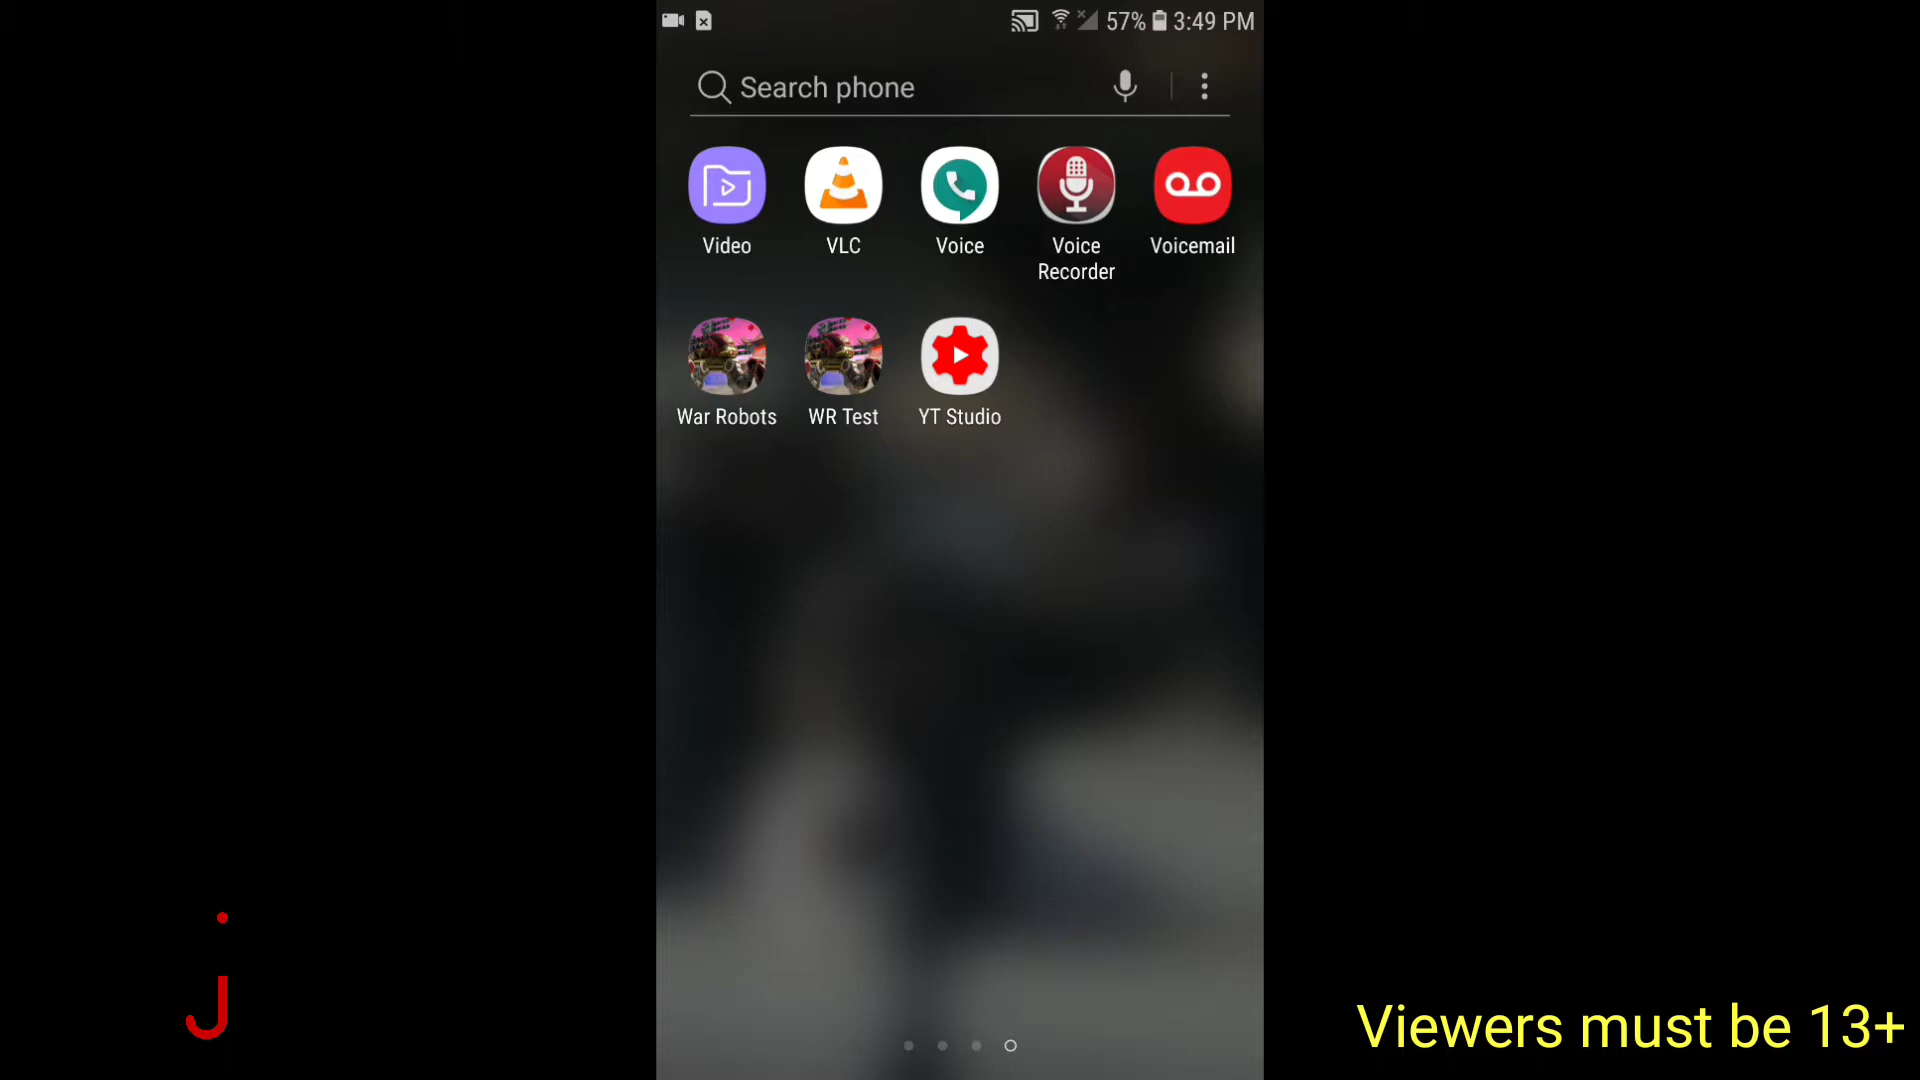 57% 3:49 PM
Search phone
Video VLC Voice Voice Recorder Voicemail
War Robots WR Test YT Studio
J
Viewers must be 13+